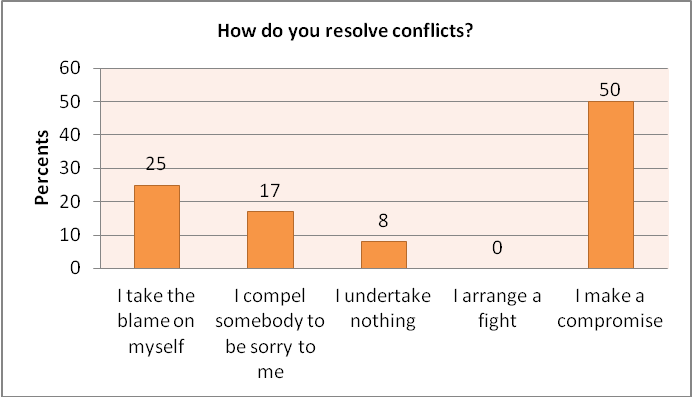 How do you resolve conflicts?
Percents
60
50
40
30
20
10
0
25
17
8
0
50
I take the
blame on
myself
I compel
somebody to
be sorry to
me
I undertake
nothing
I arrange a
fight
I make a
compromise